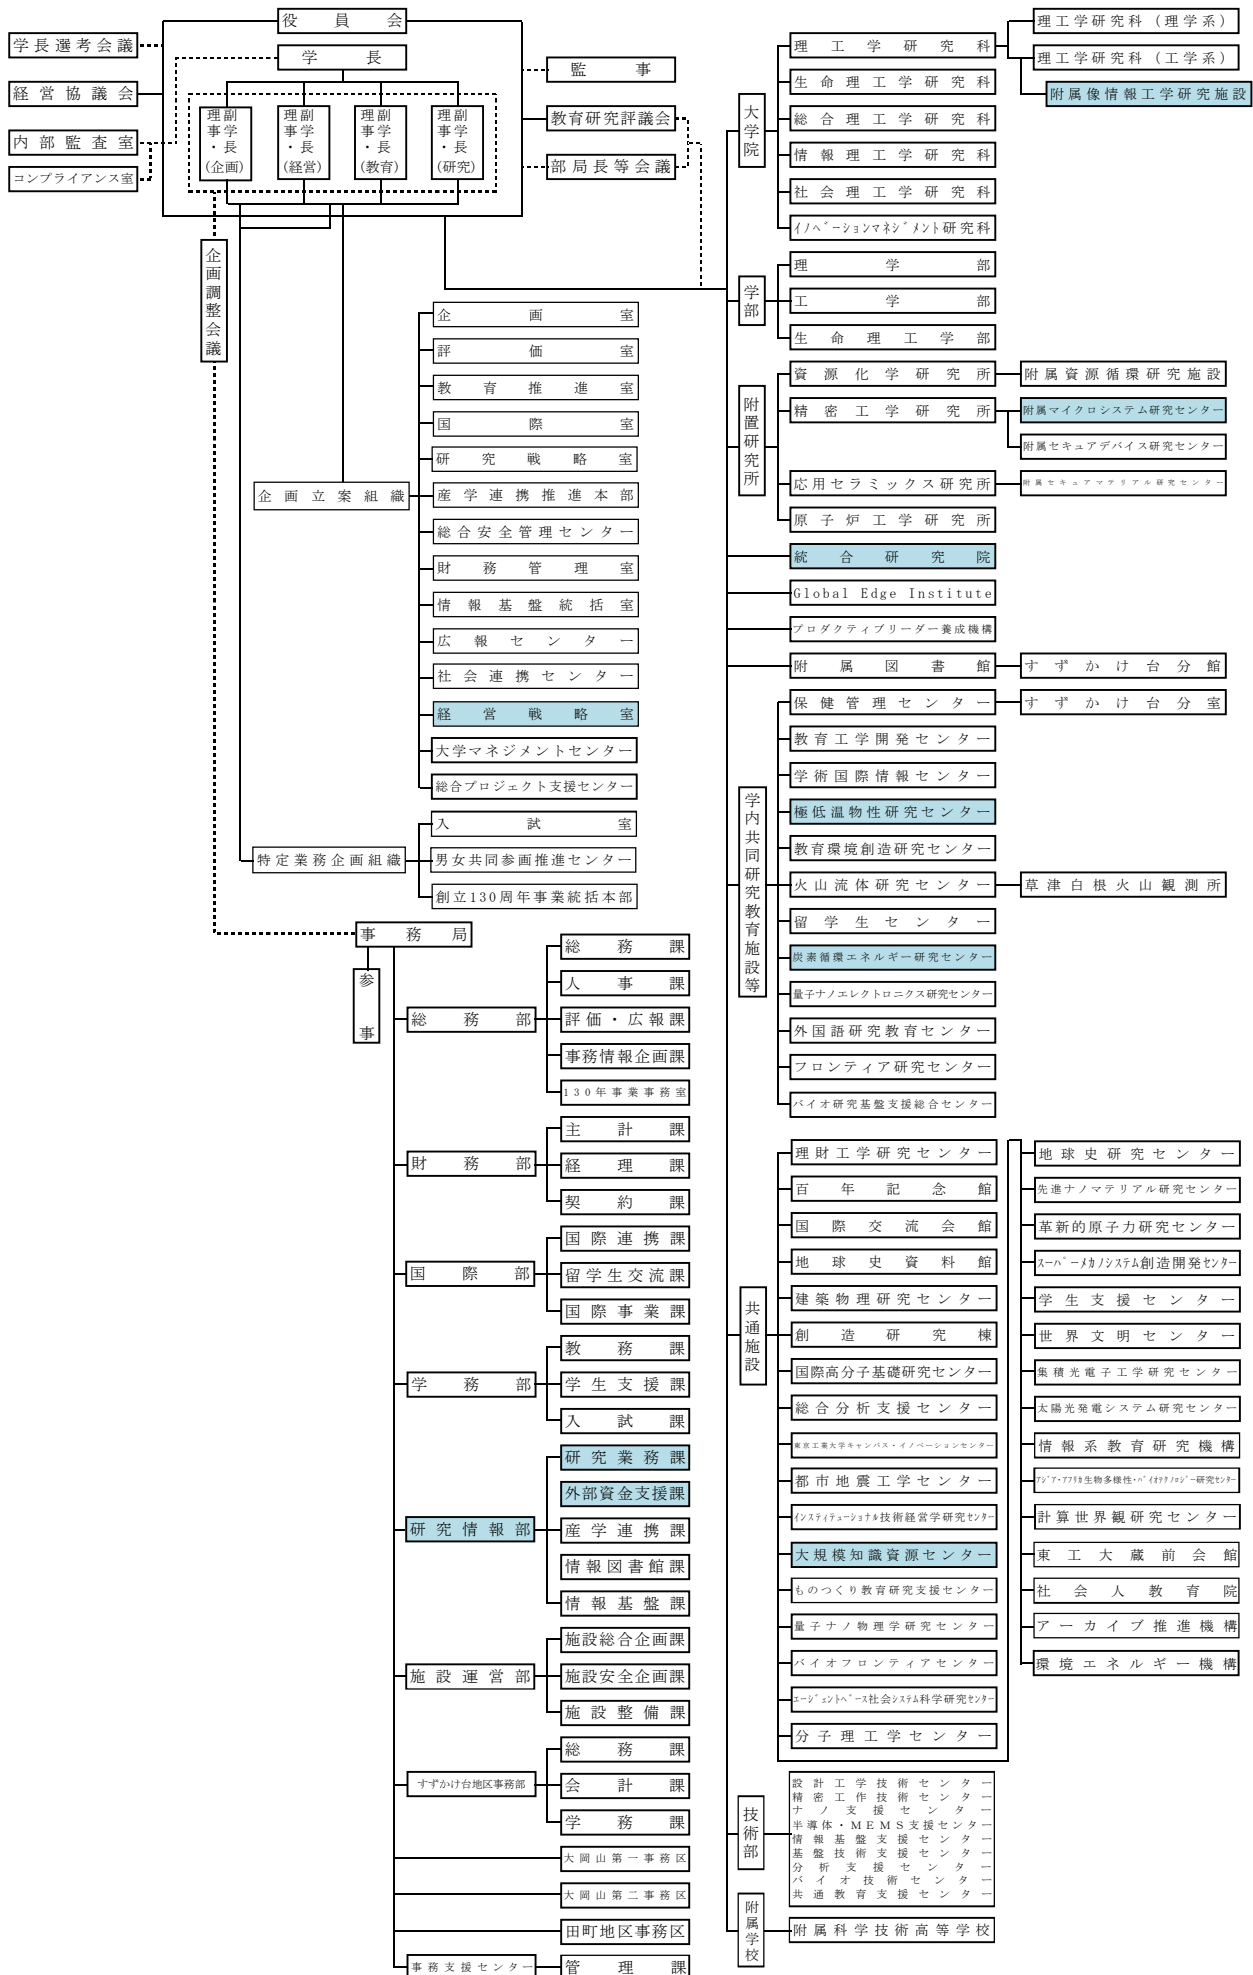 役員会
学長選考会議
学長
監事
経営協議会
理事・副学長(企画)
理事・副学長(経営)
理事・副学長(教育)
理事・副学長(研究)
教育研究評議会
内部監査室
部局長等会議
コンプライアンス室
企画調整会議
企画立案組織
企画室
評価室
教育推進室
国際室
研究戦略室
産学連携推進本部
総合安全管理センター
財務管理室
情報基盤統括室
広報センター
社会連携センター
経営戦略室
大学マネジメントセンター
総合プロジェクト支援センター
特定業務企画組織
入試室
男女共同参画推進センター
創立130周年事業統括本部
事務局
参事
総務部
総務課
人事課
評価・広報課
事務情報企画課
130年事業事務室
財務部
主計課
経理課
契約課
国際部
国際連携課
留学生交流課
国際事業課
学務部
教務課
学生支援課
入試課
研究情報部
研究業務課
外部資金支援課
産学連携課
情報図書館課
情報基盤課
施設運営部
施設総合企画課
施設安全企画課
施設整備課
すずかけ台地区事務部
総務課
会計課
学務課
大岡山第一事務区
大岡山第二事務区
田町地区事務区
事務支援センター
管理課
大学院
理工学研究科
理工学研究科(理学系)
理工学研究科(工学系)
附属像情報工学研究施設
生命理工学研究科
総合理工学研究科
情報理工学研究科
社会理工学研究科
イノベーションマネジメント研究科
学部
理学部
工学部
生命理工学部
附置研究所
資源化学研究所
附属資源循環研究施設
精密工学研究所
附属マイクロシステム研究センター
附属セキュアデバイス研究センター
応用セラミックス研究所
附属セキュアマテリアル研究センター
原子炉工学研究所
統合研究院
Global Edge Institute
プロダクティブリーダー養成機構
附属図書館
すずかけ台分館
学内共同研究教育施設等
保健管理センター
すずかけ台分室
教育工学開発センター
学術国際情報センター
極低温物性研究センター
教育環境創造研究センター
火山流体研究センター
草津白根火山観測所
留学生センター
炭素循環エネルギー研究センター
量子ナノエレクトロニクス研究センター
外国語研究教育センター
フロンティア研究センター
バイオ研究基盤支援総合センター
共通施設
理財工学研究センター
百年記念館
国際交流会館
地球史資料館
建築物理研究センター
創造研究棟
国際高分子基礎研究センター
総合分析支援センター
東京工業大学キャンパス・イノベーションセンター
都市地震工学センター
インスティテューショナル技術経営学研究センター
大規模知識資源センター
ものつくり教育研究支援センター
量子ナノ物理学研究センター
バイオフロンティアセンター
エージェントベース社会システム科学研究センター
分子理工学センター
地球史研究センター
先進ナノマテリアル研究センター
革新的原子力研究センター
スーパーメカノシステム創造開発センター
学生支援センター
世界文明センター
集積光電子工学研究センター
太陽光発電システム研究センター
情報系教育研究機構
アジア・アフリカ生物多様性・バイオテクノロジー研究センター
計算世界観研究センター
東工大蔵前会館
社会人教育院
アーカイブ推進機構
環境エネルギー機構
技術部
設計工学技術センター
精密工作技術センター
ナノ支援センター
半導体・MEMS支援センター
情報基盤支援センター
基盤技術支援センター
分析支援センター
バイオ技術センター
共通教育支援センター
附属学校
附属科学技術高等学校